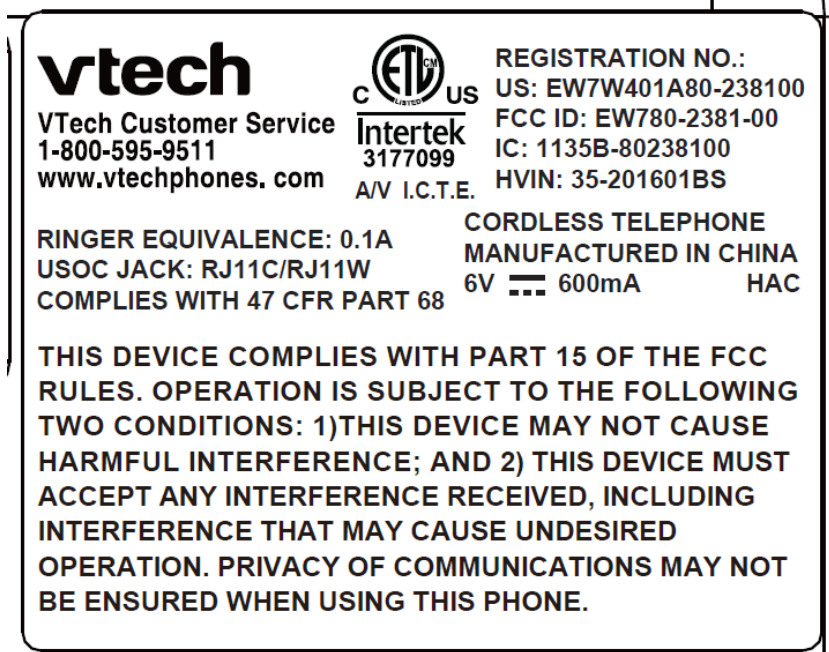 vtech
VTech Customer Service
1-800-595-9511
www.vtechphones. com
ETL CM
LISTED
C US
Intertek
3177099
A/V I.C.T.E.
REGISTRATION NO.:
US: EW7W401A80-238100
FCC ID: EW780-2381-00
IC: 1135B-80238100
HVIN: 35-201601BS
RINGER EQUIVALENCE: 0.1A
USOC JACK: RJ11C/RJ11W
COMPLIES WITH 47 CFR PART 68
CORDLESS TELEPHONE
MANUFACTURED IN CHINA
6V 600mA HAC
THIS DEVICE COMPLIES WITH PART 15 OF THE FCC
RULES. OPERATION IS SUBJECT TO THE FOLLOWING
TWO CONDITIONS: 1)THIS DEVICE MAY NOT CAUSE
HARMFUL INTERFERENCE; AND 2) THIS DEVICE MUST
ACCEPT ANY INTERFERENCE RECEIVED, INCLUDING
INTERFERENCE THAT MAY CAUSE UNDESIRED
OPERATION. PRIVACY OF COMMUNICATIONS MAY NOT
BE ENSURED WHEN USING THIS PHONE.